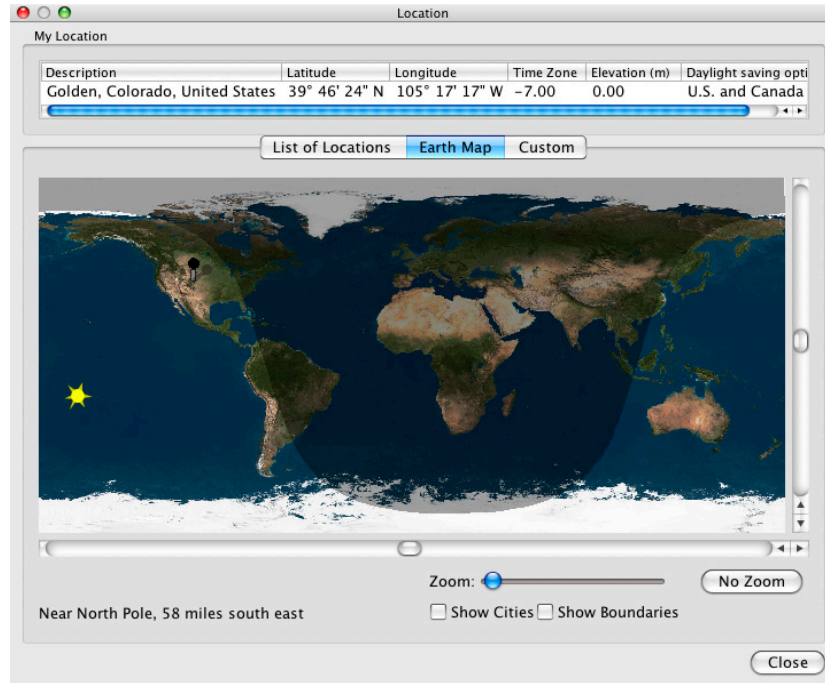 Location
My Location
Description Latitude Longitude Time Zone Elevation (m) Daylight saving opti
Golden, Colorado, United States 39° 46' 24" N 105° 17' 17" W -7.00 0.00 U.S. and Canada
List of Locations Earth Map Custom
Zoom: No Zoom
Near North Pole, 58 miles south east Show Cities Show Boundaries
Close